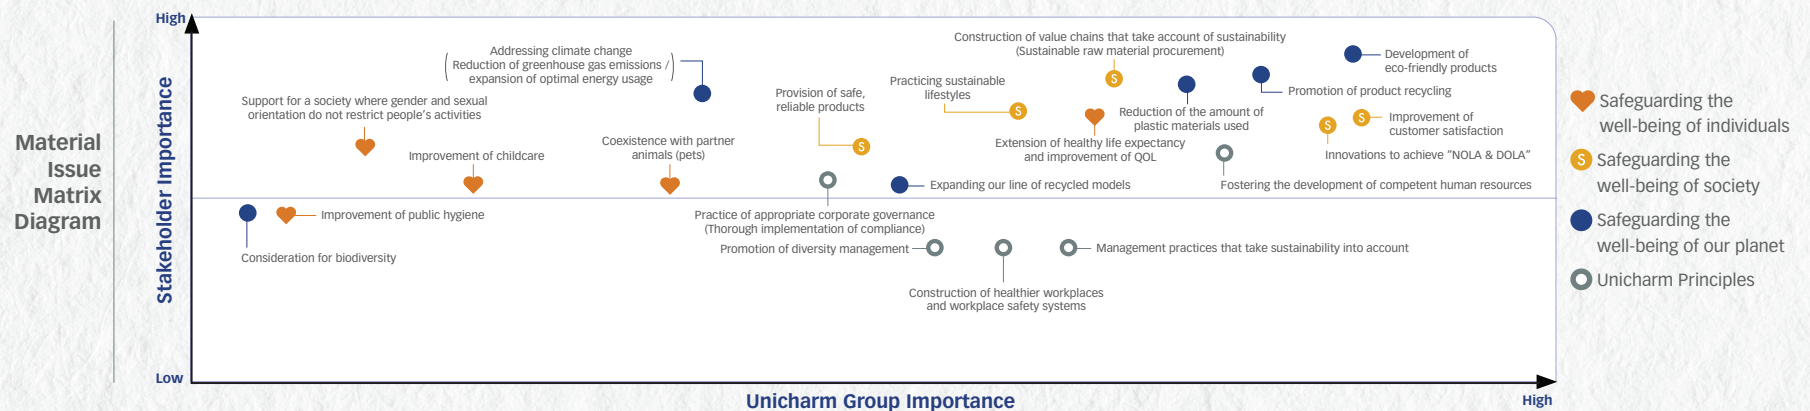 Material
Issue
Matrix
Diagram
High
Stakeholder Importance
Low
Addressing climate change
Reduction of greenhouse gas emissions /
expansion of optimal energy usage
Support for a society where gender and sexual
orientation do not restrict people's activities
Improvement of childcare
Coexistence with partner
animals (pets)
Provision of safe,
reliable products
Practicing sustainable
lifestyles
Construction of value chains that take account of sustainability
(Sustainable raw material procurement)
S
S
S
S
S
Development of
eco-friendly products
Promotion of product recycling
Reduction of the amount of
plastic materials used
Improvement of
customer satisfaction
Extension of healthy life expectancy
and improvement of QOL
Innovations to achieve "NOLA & DOLA"
Expanding our line of recycled models
Fostering the development of competent human resources
Improvement of public hygiene
Consideration for biodiversity
Practice of appropriate corporate governance
(Thorough implementation of compliance)
Promotion of diversity management
Management practices that take sustainability into account
Construction of healthier workplaces
and workplace safety systems
Unicharm Group Importance
High
Safeguarding the
well-being of individuals
S
Safeguarding the
well-being of society
Safeguarding the
well-being of our planet
Unicharm Principles